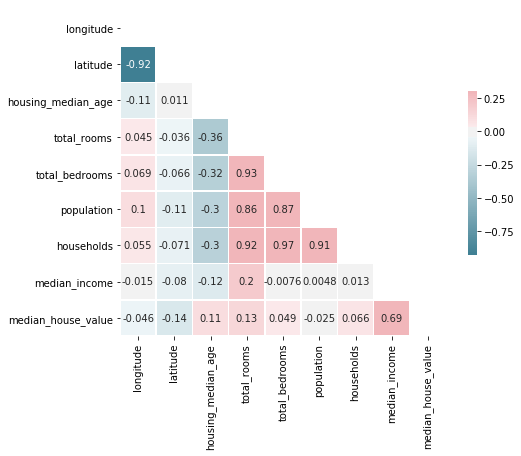 longitude
latitude -0.92
housing_median_age -0.11 0.011
total_rooms 0.045 -0.036 -0.36
total_bedrooms 0.069 -0.066 -0.32 0.93
population 0.1 -0.11 -0.3 0.86 0.87
households 0.055 -0.071 -0.3 0.92 0.97 0.91
median_income -0.015 -0.08 -0.12 0.2 -0.0076 0.0048 0.013
median_house_value -0.046 -0.14 0.11 0.13 0.049 -0.025 0.066 0.69
longitude
latitude
housing_median_age
total_rooms
total_bedrooms
population
households
median_income
median_house_value
0.25
0.00
-0.25
-0.50
-0.75